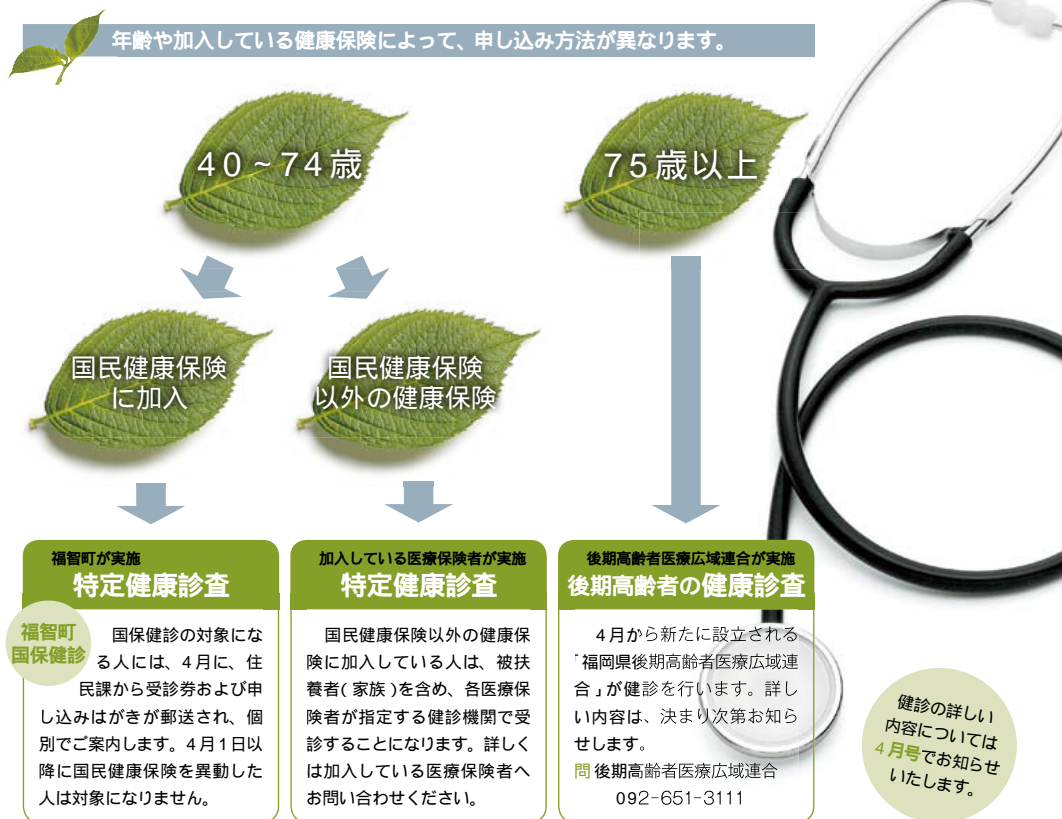 年齢や加入している健康保険によって、申し込み方法が異なります。
40~74歳
75歳以上
国民健康保険
に加入
国民健康保険
以外の健康保険
福智町が実施
特定健康診査
福智町
国保健診
国保健診の対象にな
る人には、4月に、住
民課から受診券および申
し込みはがきが郵送され、個
別でご案内します。4月1日以
降に国民健康保険を異動した
人は対象になりません。
加入している医療保険者が実施
特定健康診査
国民健康保険以外の健康保
険に加入している人は、被扶
養者(家族)を含め、各医療保
険者が指定する健診機関で受
診することになります。詳しく
は加入している医療保険者へ
お問い合わせください。
後期高齢者医療広域連合が実施
後期高齢者の健康診査
4月から新たに設立される
「福岡県後期高齢者医療広域連
合」が健診を行います。詳し
い内容は、決まり次第お知ら
せします。
問 後期高齢者医療広域連合
092-651-3111
健診の詳しい
内容については
4月号でお知らせ
いたします。